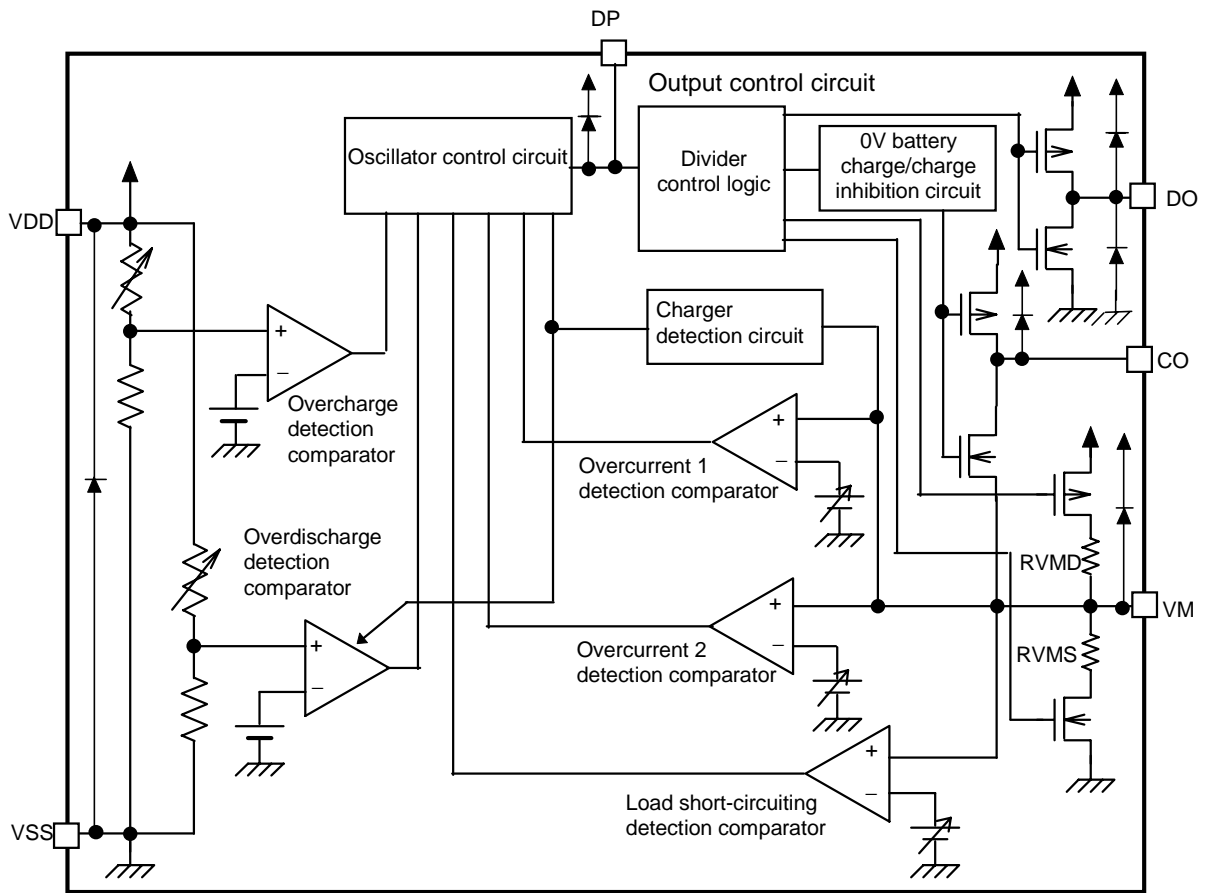 DP
Output control circuit
Oscillator control circuit
Divider
control logic
0V battery
charge/charge
inhibition circuit
VDD
DO
+
−
Charger
detection circuit
CO
Overcharge
detection
comparator
+
−
Overcurrent 1
detection comparator
Overdischarge
detection
comparator
RVMD
+
−
VM
+
−
Overcurrent 2
detection comparator
RVMS
+
−
Load short-circuiting
detection comparator
VSS